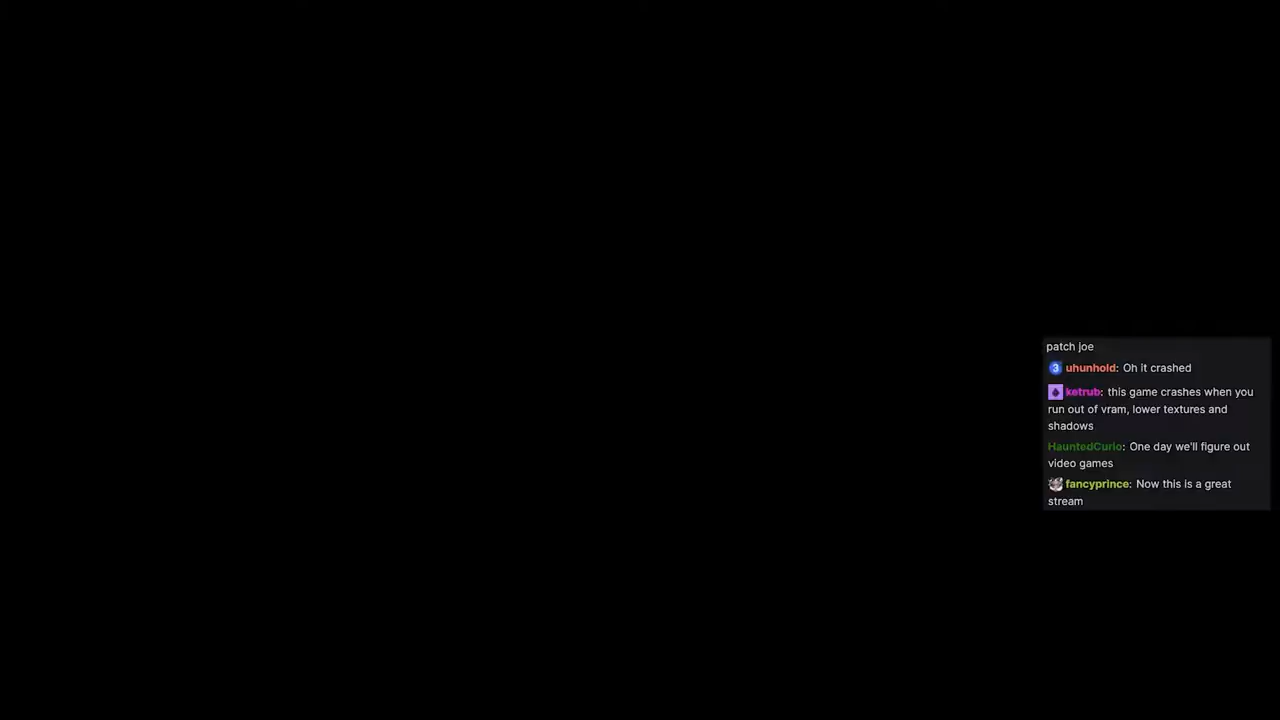 patch joe
3 uhunhold: Oh it crashed
ketrub: this game crashes when you
run out of vram, lower textures and
shadows
HauntedCurio: One day we'll figure out
video games
fancyprince: Now this is a great
stream